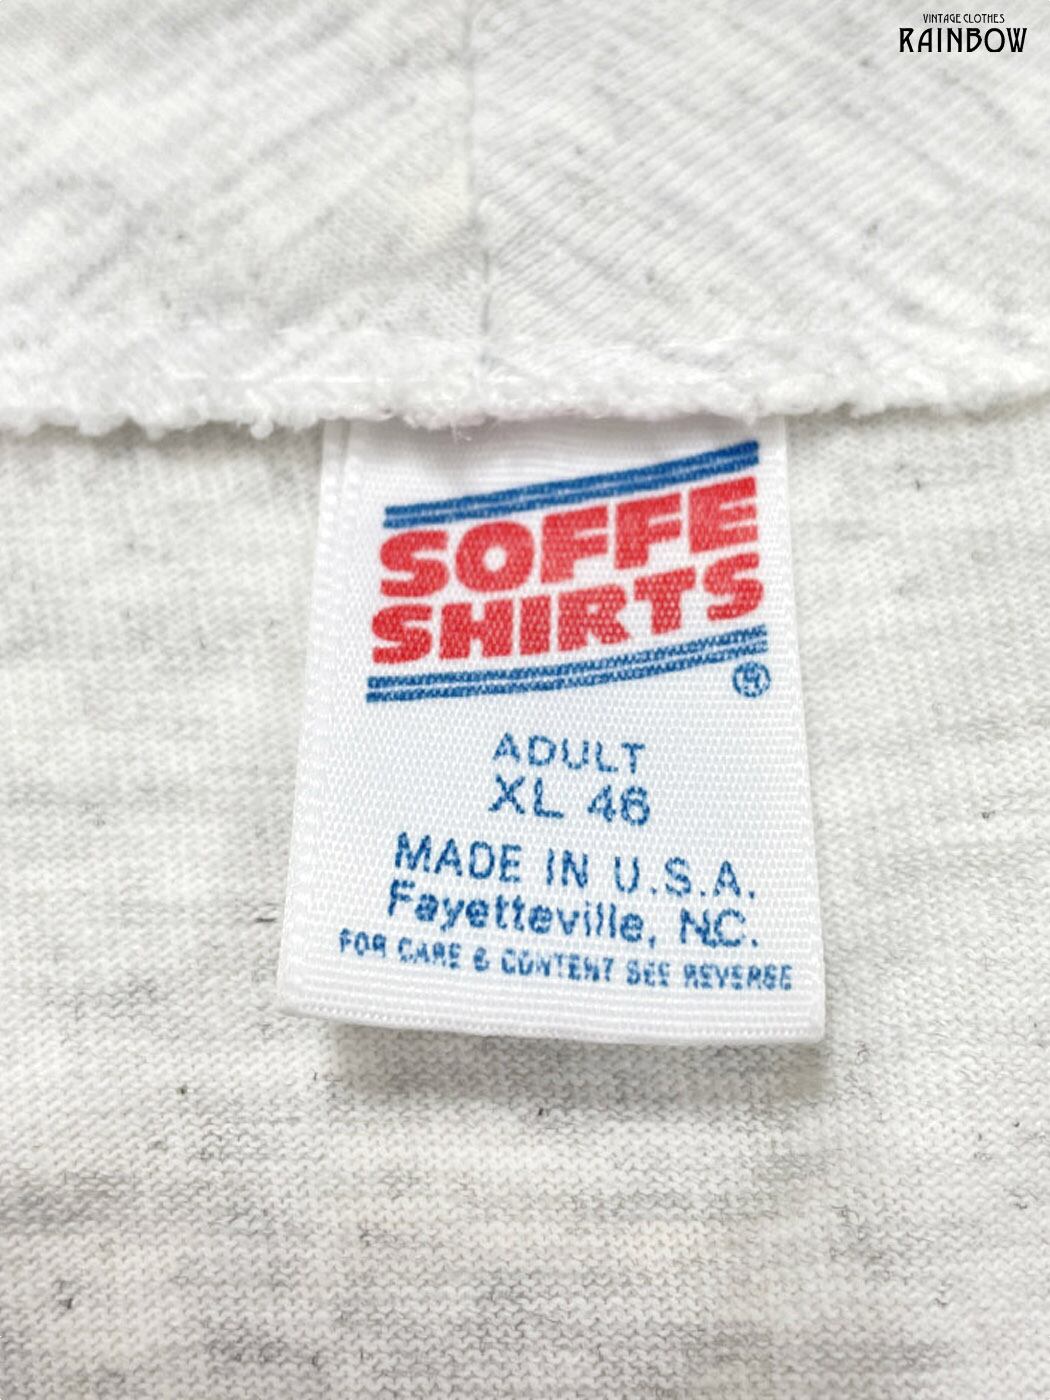 VINTAGE CLOTHES
RAINBOW
SOFFE
SHIRTS
®
ADULT
XL 46
MADE IN U.S.A.
Fayetteville, NC.
FOR CARE & CONTENT SEE REVERSE